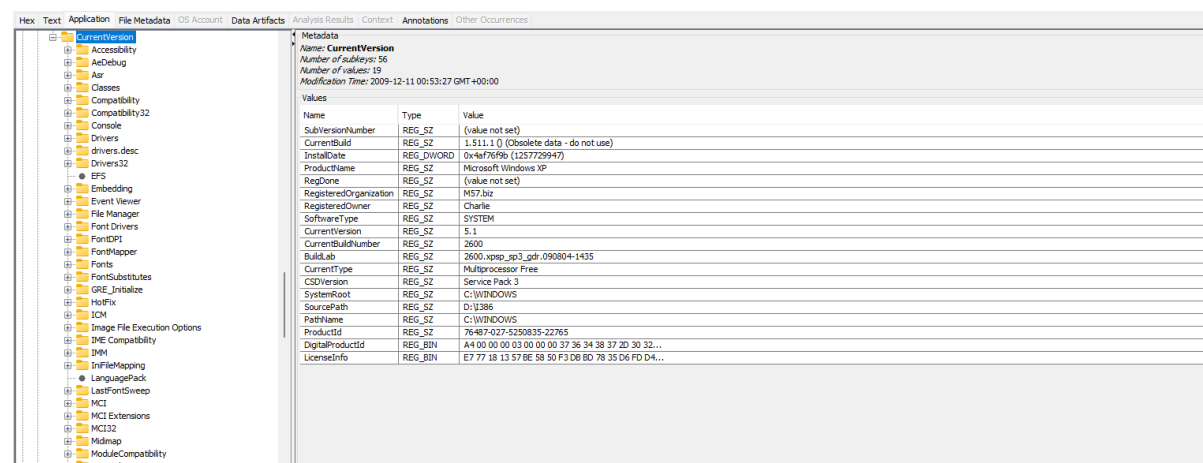 Hex Text Application File Metadata OS Account Data Artifacts Analysis Results Context Annotations Other Occurrences
CurrentVersion
Accessibility
AeDebug
Asr
Classes
Compatibility
Compatibility32
Console
Drivers
drivers.desc
Drivers32
EFS
Embedding
Event Viewer
File Manager
Font Drivers
FontDPI
FontMapper
Fonts
FontSubstitutes
GRE_Initialize
HotFix
ICM
Image File Execution Options
IME Compatibility
IMM
IniFileMapping
LanguagePack
LastFontSweep
MCI
MCI Extensions
MCI32
Midimap
ModuleCompatibility
Metadata
Name: CurrentVersion
Number of subkeys: 56
Number of values: 19
Modification Time: 2009-12-11 00:53:27 GMT+00:00
Values
Name Type Value
SubVersionNumber REG_SZ (value not set)
CurrentBuild REG_SZ 1.511.1 () (Obsolete data - do not use)
InstallDate REG_DWORD 0x4af76f9b (1257729947)
ProductName REG_SZ Microsoft Windows XP
RegDone REG_SZ (value not set)
RegisteredOrganization REG_SZ M57.biz
RegisteredOwner REG_SZ Charlie
SoftwareType REG_SZ SYSTEM
CurrentVersion REG_SZ 5.1
CurrentBuildNumber REG_SZ 2600
BuildLab REG_SZ 2600.xpsp_sp3_gdr.090804-1435
CurrentType REG_SZ Multiprocessor Free
CSDVersion REG_SZ Service Pack 3
SystemRoot REG_SZ C:\WINDOWS
SourcePath REG_SZ D:\I386
PathName REG_SZ C:\WINDOWS
ProductId REG_SZ 76487-027-5250835-22765
DigitalProductId REG_BIN A4 00 00 00 03 00 00 00 37 36 34 38 37 2D 30 32...
LicenseInfo REG_BIN E7 77 18 13 57 BE 58 50 F3 DB BD 78 35 D6 FD D4...